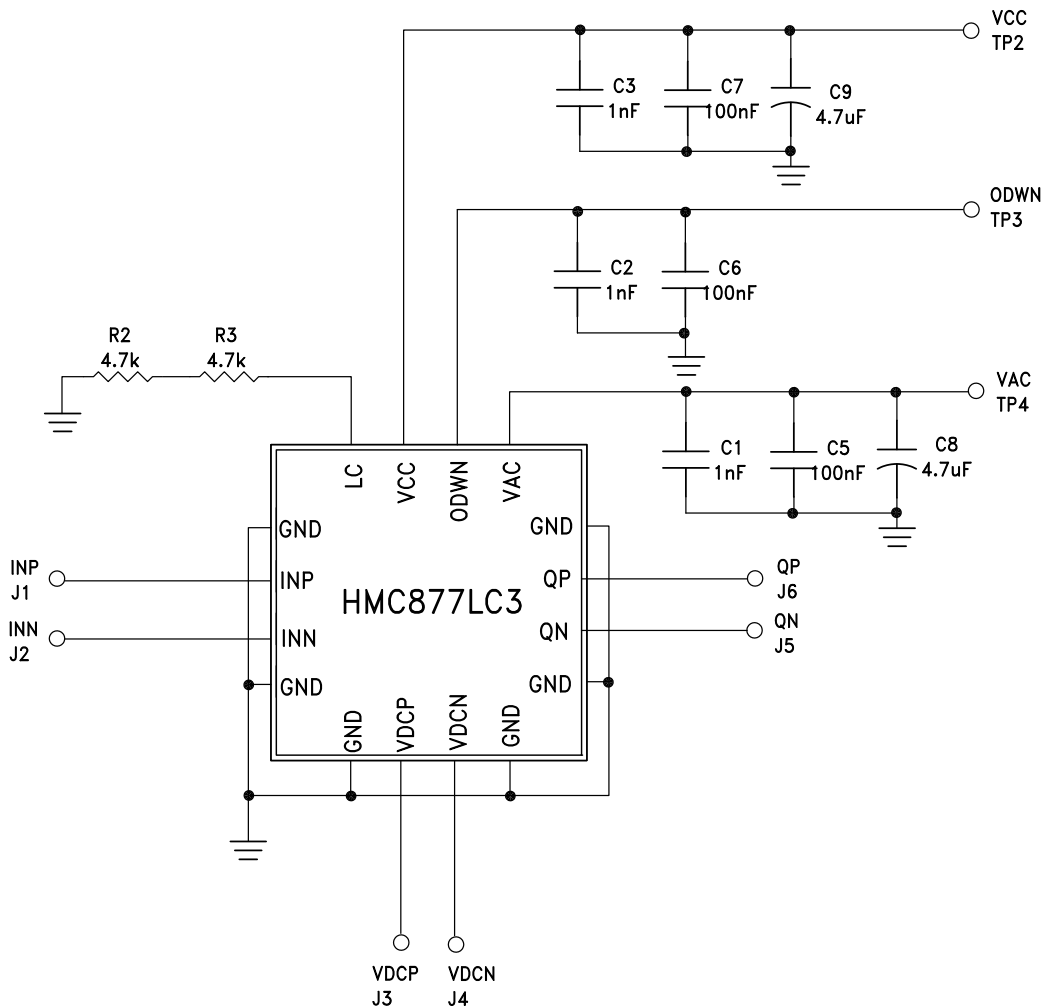 VCC
TP2
C3
1nF
C7
100nF
C9
4.7uF
ODWN
TP3
C2
1nF
C6
100nF
R2
4.7k
R3
4.7k
VAC
TP4
C1
1nF
C5
100nF
C8
4.7uF
LC
VCC
ODWN
VAC
GND
GND
INP
J1
INP
QP
QP
J6
HMC877LC3
INN
J2
INN
QN
QN
J5
GND
GND
GND
VDCP
VDCN
GND
VDCP
J3
VDCN
J4